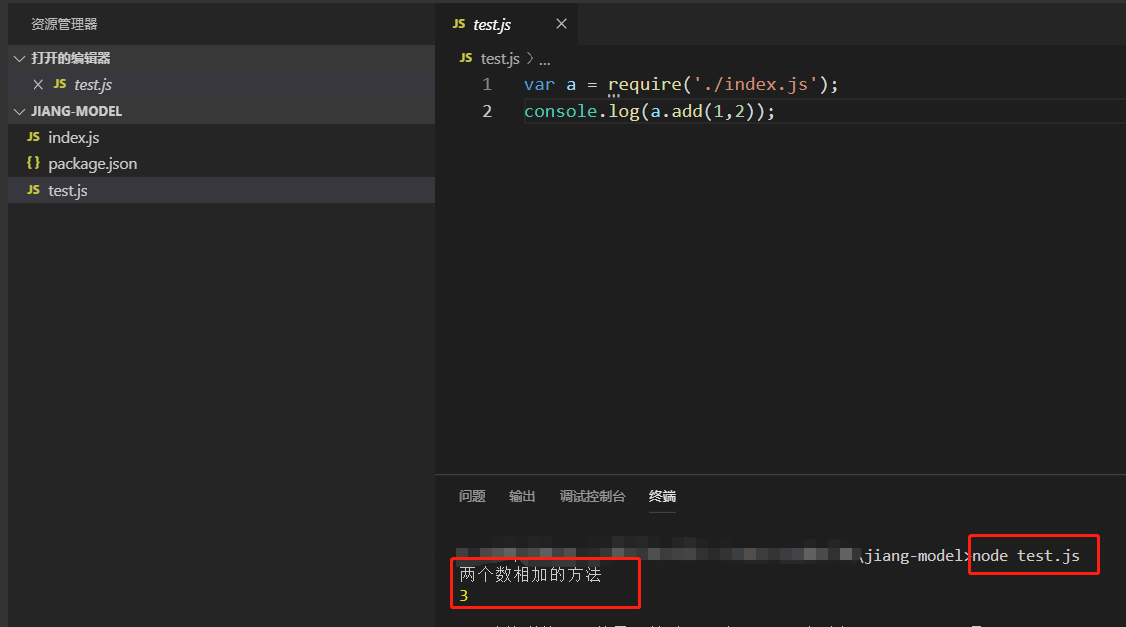 资源管理器
打开的编辑器
JS test.js
JIANG-MODEL
JS index.js
{} package.json
JS test.js
JS test.js
JS test.js > ...
1 var a = require('./index.js');
2 console.log(a.add(1,2));
问题 输出 调试控制台 终端
\jiang-model>node test.js
两个数相加的方法
3